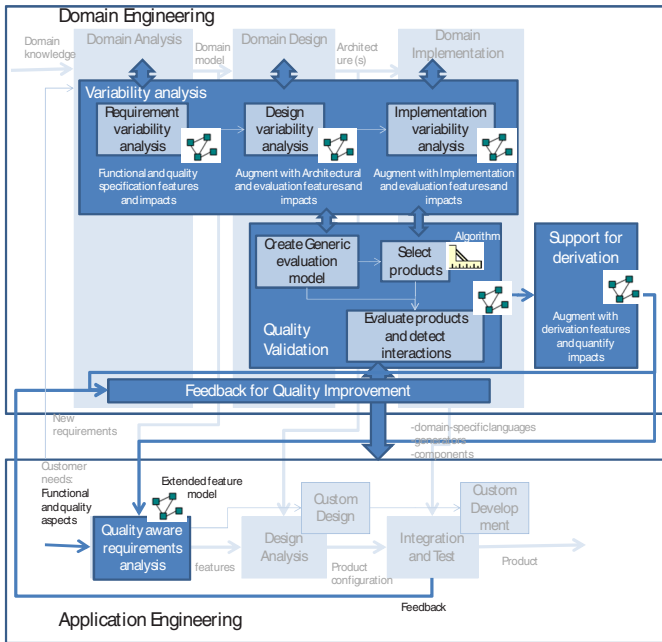 Domain Engineering
Domain
knowledge
Domain Analysis
Domain
model
Domain Design
Architect
ure (s)
Domain
Implementation
Variability analysis
Requirement
variability
analysis
Design
variability
analysis
Implementation
variability
analysis
Functional and quality
specification features
and impacts
Augment with Architectural
and evaluation features and
impacts
Augment with Implementation
and evaluation features and
impacts
Create Generic
evaluation
model
Select
products
Algorithm
Support for
derivation
Quality
Validation
Evaluate products
and detect
interactions
Augment with
derivation features
and quantify
impacts
Feedback for Quality Improvement
New
requirements
-domain-specific languages
-generators
-components
Customer
needs:
Functional
and quality
aspects
Extended feature
model
Quality aware
requirements
analysis
features
Custom
Design
Custom
Develop
ment
Design
Analysis
Integration
and Test
Product
configuration
Product
Feedback
Application Engineering